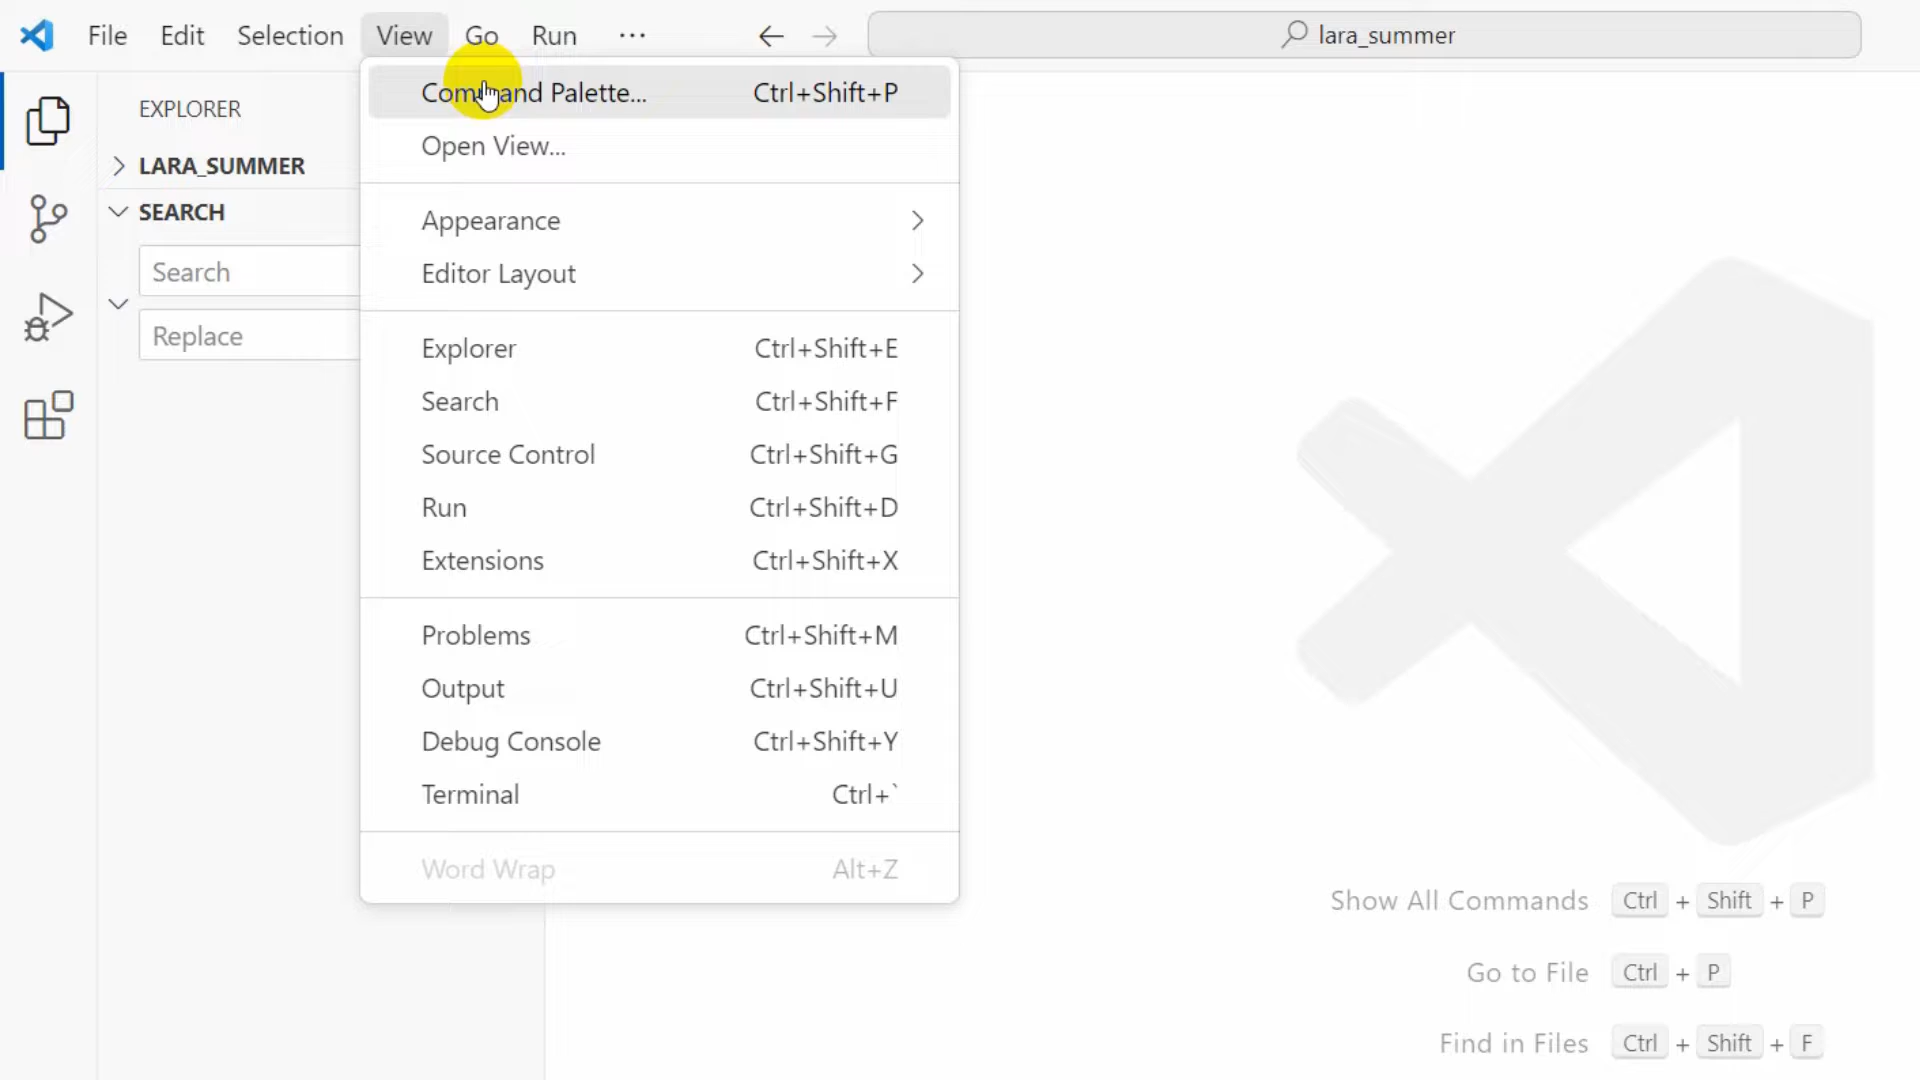 File Edit Selection View Go Run ... lara_summer
EXPLORER
LARA_SUMMER
SEARCH
Search
Replace
Command Palette... Ctrl+Shift+P
Open View...
Appearance
Editor Layout
Explorer Ctrl+Shift+E
Search Ctrl+Shift+F
Source Control Ctrl+Shift+G
Run Ctrl+Shift+D
Extensions Ctrl+Shift+X
Problems Ctrl+Shift+M
Output Ctrl+Shift+U
Debug Console Ctrl+Shift+Y
Terminal Ctrl+`
Word Wrap Alt+Z
Show All Commands Ctrl + Shift + P
Go to File Ctrl + P
Find in Files Ctrl + Shift + F